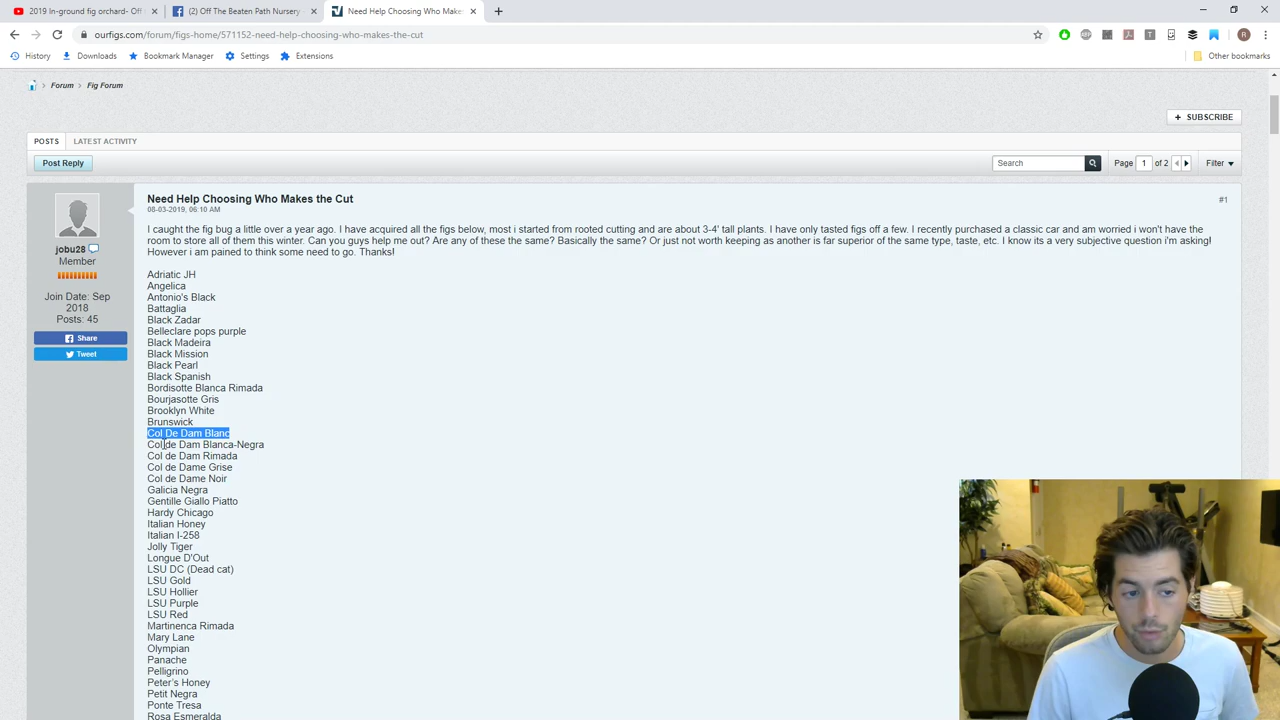 2019 In-ground fig orchard- Off
(2) Off The Beaten Path Nursery
Need Help Choosing Who Make
ourfigs.com/forum/figs-home/571152-need-help-choosing-who-makes-the-cut
History
Downloads
Bookmark Manager
Settings
Extensions
Other bookmarks
Forum
Fig Forum
+ SUBSCRIBE
POSTS
LATEST ACTIVITY
Post Reply
Search
Page 1 of 2
Filter
jobu28
Member
Join Date: Sep
2018
Posts: 45
Share
Tweet
Need Help Choosing Who Makes the Cut
#1
08-03-2019, 06:10 AM
I caught the fig bug a little over a year ago. I have acquired all the figs below, most i started from rooted cutting and are about 3-4' tall plants. I have only tasted figs off a few. I recently purchased a classic car and am worried i won't have the
room to store all of them this winter. Can you guys help me out? Are any of these the same? Basically the same? Or just not worth keeping as another is far superior of the same type, taste, etc. I know its a very subjective question i'm asking!
However i am pained to think some need to go. Thanks!
Adriatic JH
Angelica
Antonio's Black
Battaglia
Black Zadar
Belleclare pops purple
Black Madeira
Black Mission
Black Pearl
Black Spanish
Bordisotte Blanca Rimada
Bourjasotte Gris
Brooklyn White
Brunswick
Col De Dam Blanc
Col de Dam Blanca-Negra
Col de Dam Rimada
Col de Dame Grise
Col de Dame Noir
Galicia Negra
Gentille Giallo Piatto
Hardy Chicago
Italian Honey
Italian I-258
Jolly Tiger
Longue D'Out
LSU DC (Dead cat)
LSU Gold
LSU Hollier
LSU Purple
LSU Red
Martinenca Rimada
Mary Lane
Olympian
Panache
Pelligrino
Peter's Honey
Petit Negra
Ponte Tresa
Rosa Esmeralda